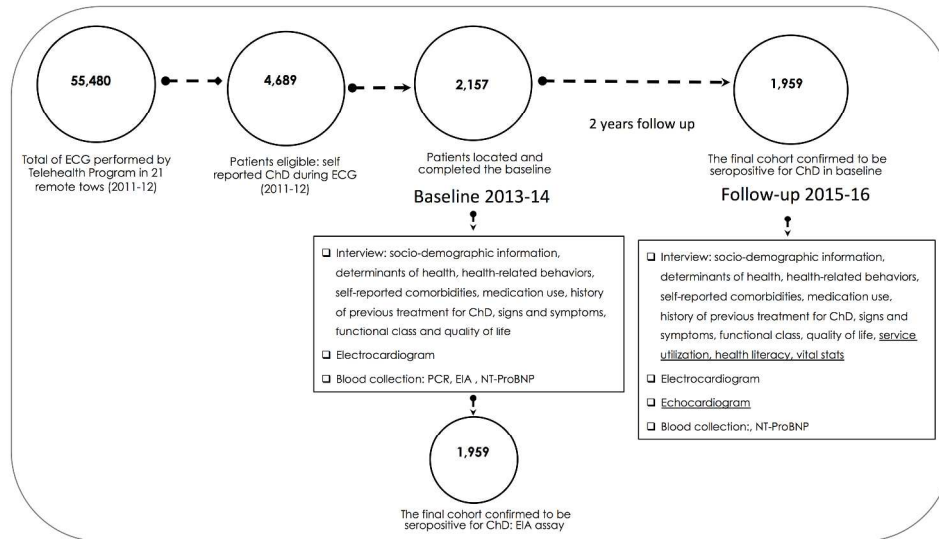 55,480
Total of ECG performed by
Telehealth Program in 21
remote tows (2011-12)
4,689
Patients eligible: self
reported ChD during ECG
(2011-12)
2,157
Patients located and
completed the baseline
Baseline 2013-14
2 years follow up
1,959
The final cohort confirmed to be
seropositive for ChD in baseline
Follow-up 2015-16
❑ Interview: socio-demographic information,
determinants of health, health-related behaviors,
self-reported comorbidities, medication use, history
of previous treatment for ChD, signs and symptoms,
functional class and quality of life
❑ Electrocardiogram
❑ Blood collection: PCR, EIA , NT-ProBNP
1,959
The final cohort confirmed to be
seropositive for ChD: EIA assay
❑ Interview: socio-demographic information,
determinants of health, health-related behaviors,
self-reported comorbidities, medication use,
history of previous treatment for ChD, signs and
symptoms, functional class, quality of life, service
utilization, health literacy, vital stats
❑ Electrocardiogram
❑ Echocardiogram
❑ Blood collection:, NT-ProBNP